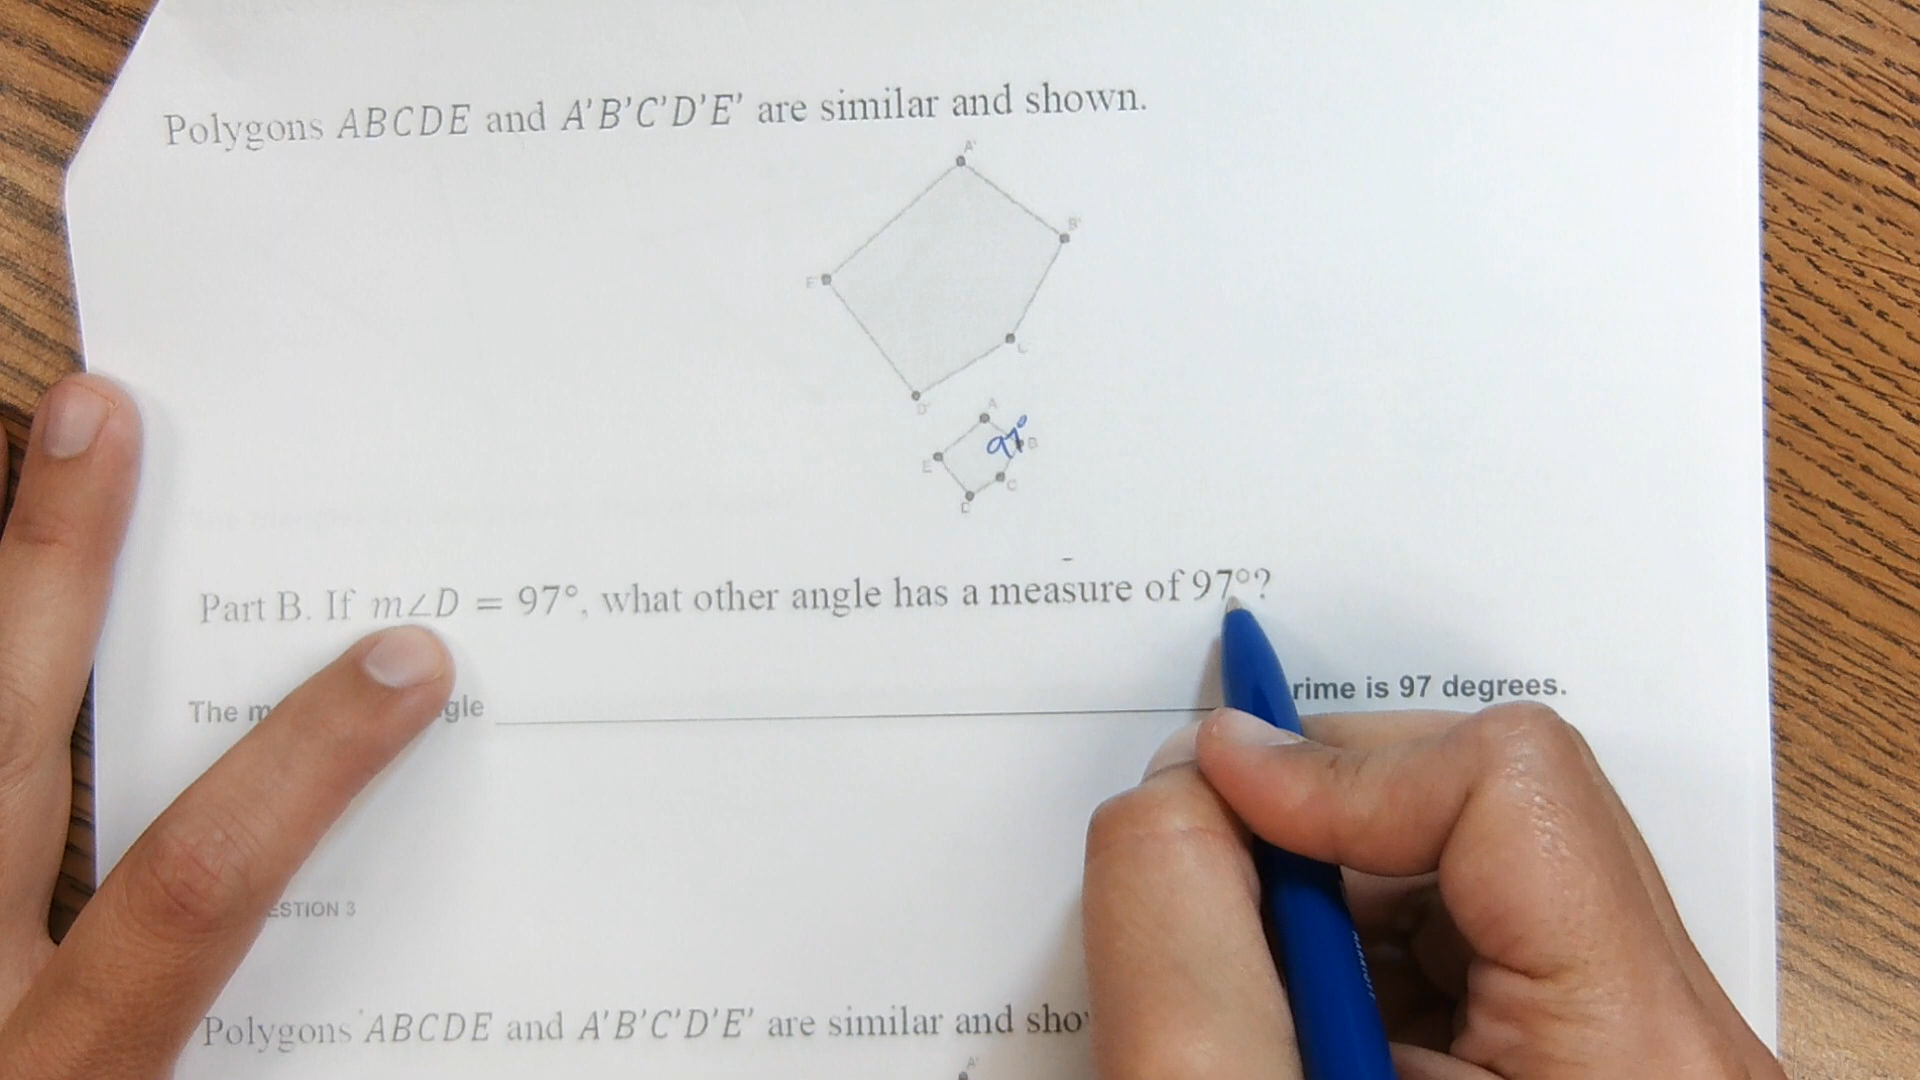 Polygons ABCDE and A'B'C'D'E' are similar and shown.
A'
B'
E'
C
D'
A
97°
B
E
C
D
Part B. If m∠D = 97°, what other angle has a measure of 97°?
The m gle rime is 97 degrees.
ESTION 3
Polygons ABCDE and A'B'C'D'E' are similar and sho
A'